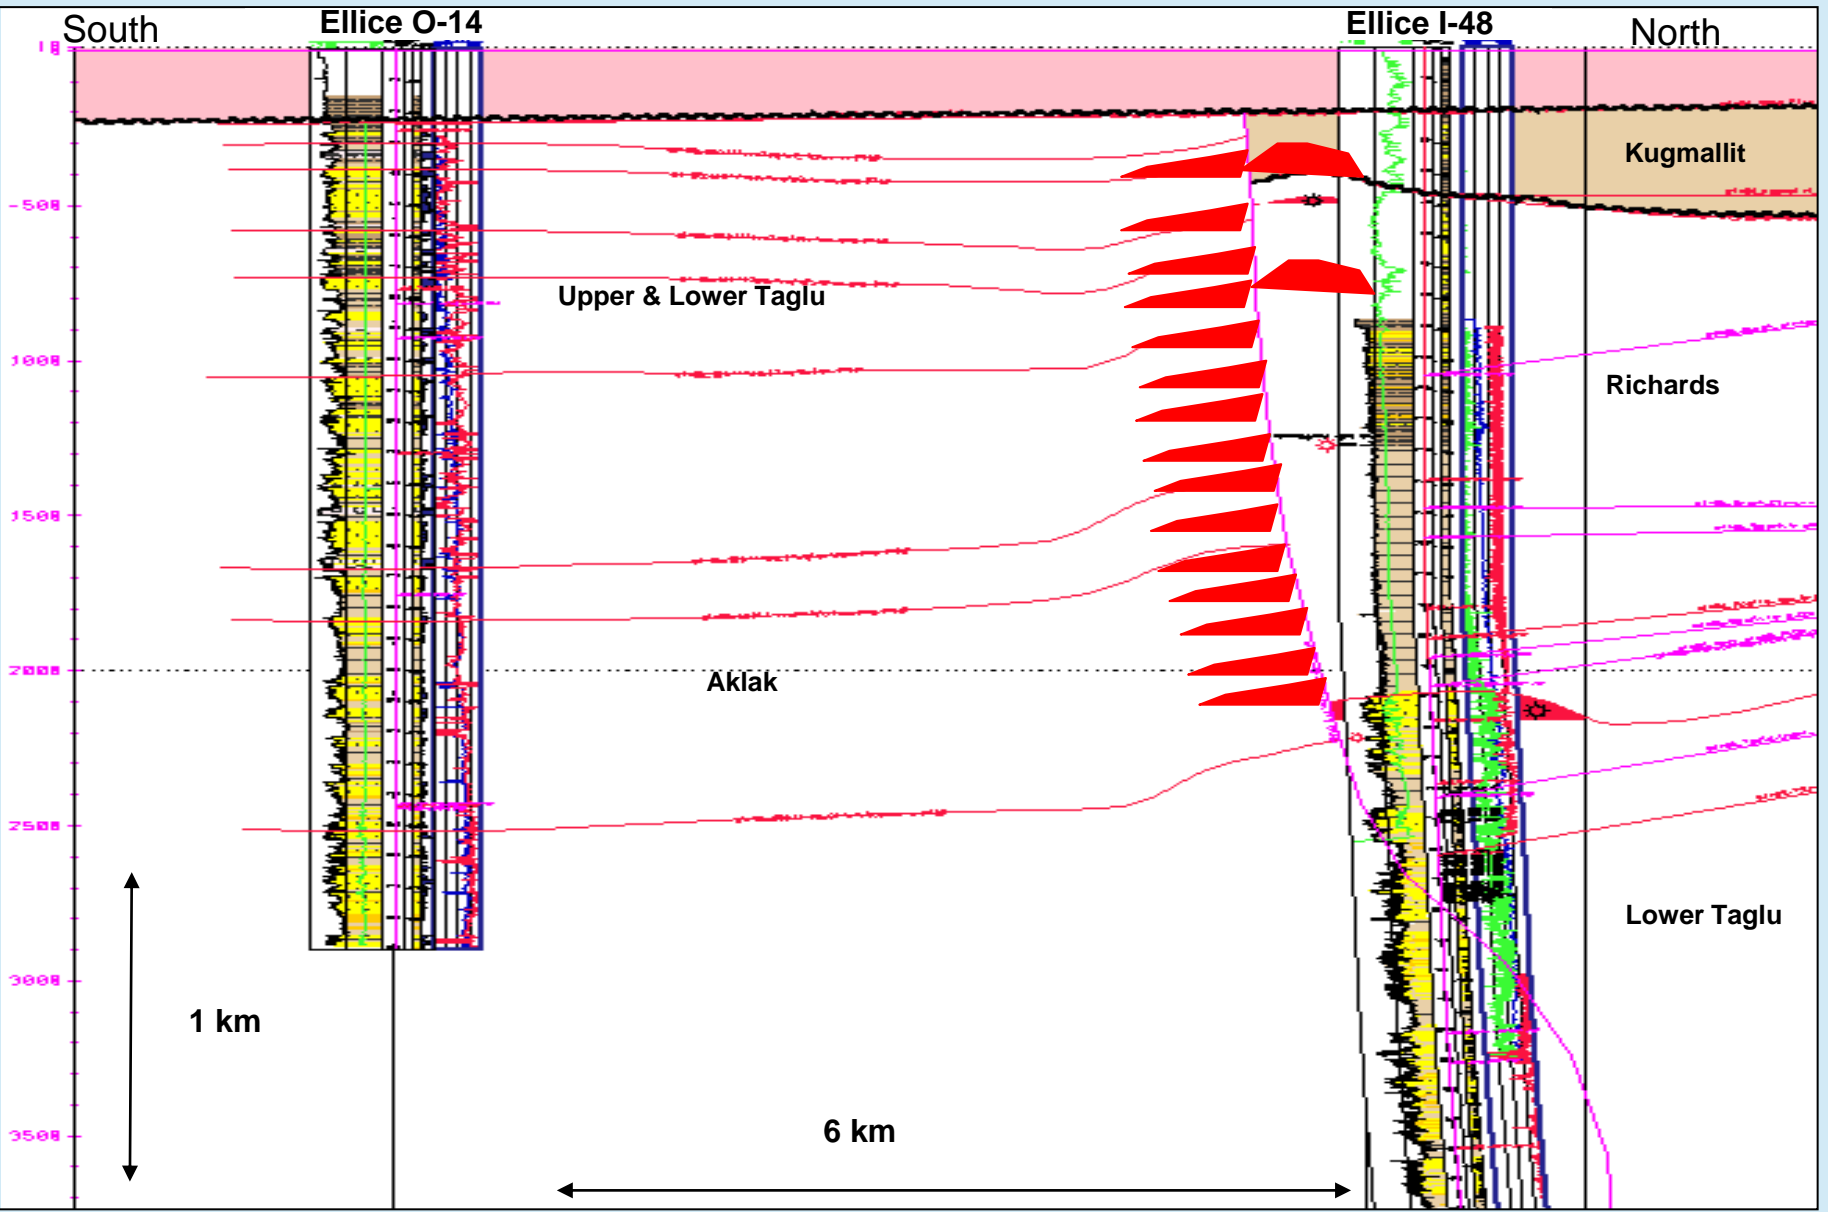 South
Ellice O-14
Ellice I-48
North
Kugmallit
-500
Upper & Lower Taglu
1000
Richards
1500
2000
Aklak
2500
Lower Taglu
3000
1 km
6 km
3500